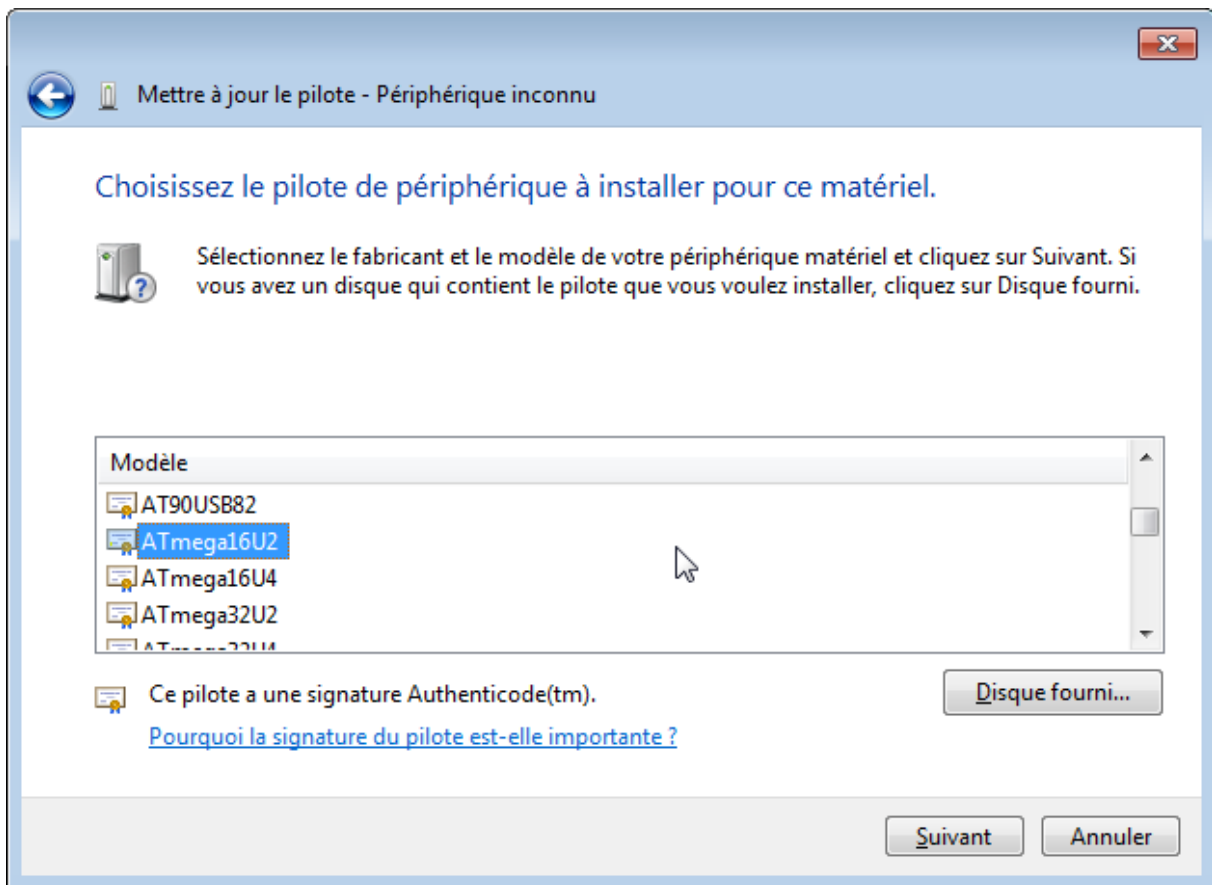 Mettre à jour le pilote - Périphérique inconnu
Choisissez le pilote de périphérique à installer pour ce matériel.
Sélectionnez le fabricant et le modèle de votre périphérique matériel et cliquez sur Suivant. Si
vous avez un disque qui contient le pilote que vous voulez installer, cliquez sur Disque fourni.
Modèle
AT90USB82
ATmega16U2
ATmega16U4
ATmega32U2
ATmega32U4
Ce pilote a une signature Authenticode(tm).
Disque fourni...
Pourquoi la signature du pilote est-elle importante ?
Suivant
Annuler